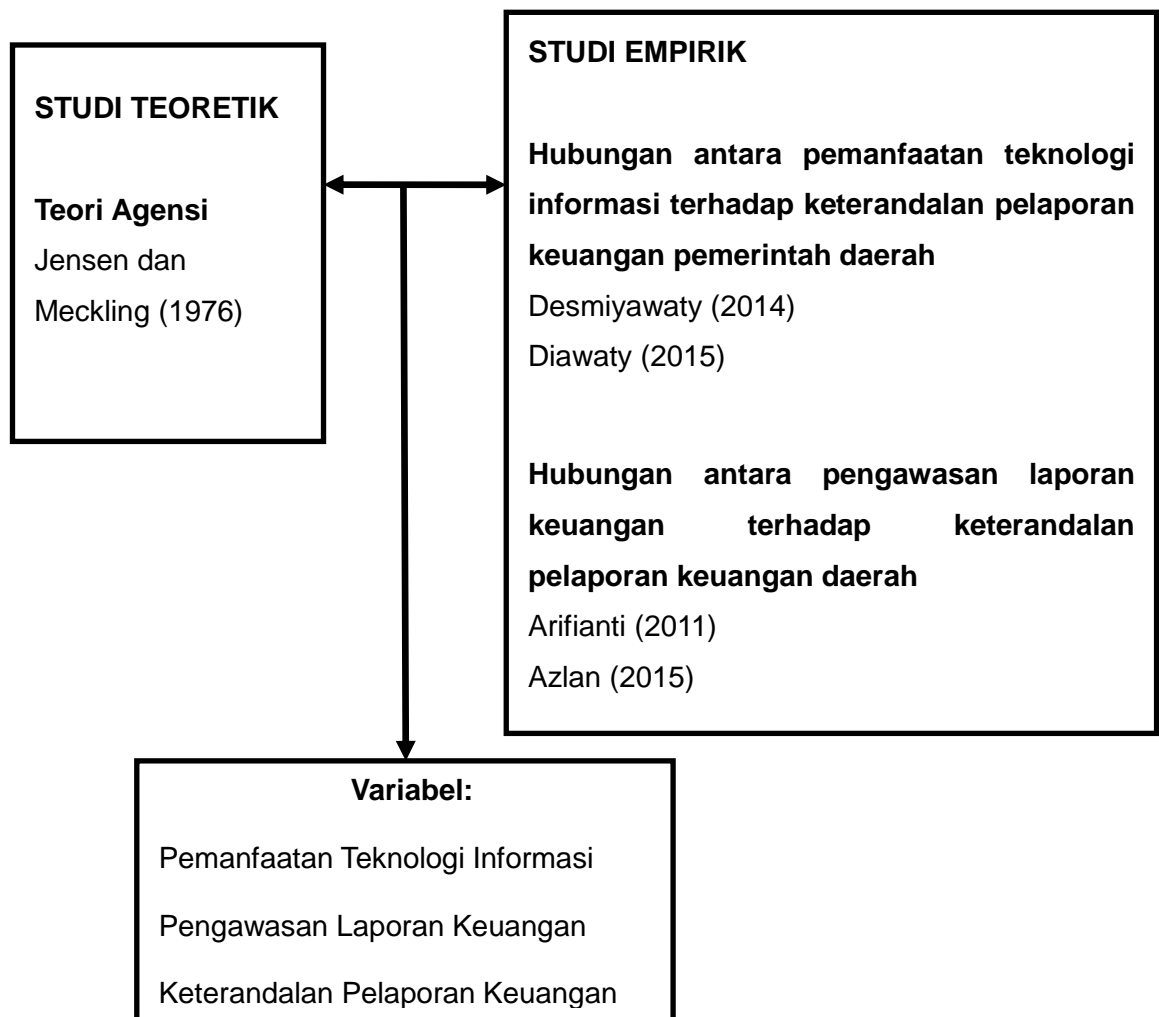 STUDI TEORETIK
Teori Agensi
Jensen dan
Meckling (1976)
STUDI EMPIRIK
Hubungan antara pemanfaatan teknologi
informasi terhadap keterandalan pelaporan
keuangan pemerintah daerah
Desmiyawaty (2014)
Diawaty (2015)
Hubungan antara pengawasan laporan
keuangan terhadap keterandalan
pelaporan keuangan daerah
Arifianti (2011)
Azlan (2015)
Variabel:
Pemanfaatan Teknologi Informasi
Pengawasan Laporan Keuangan
Keterandalan Pelaporan Keuangan